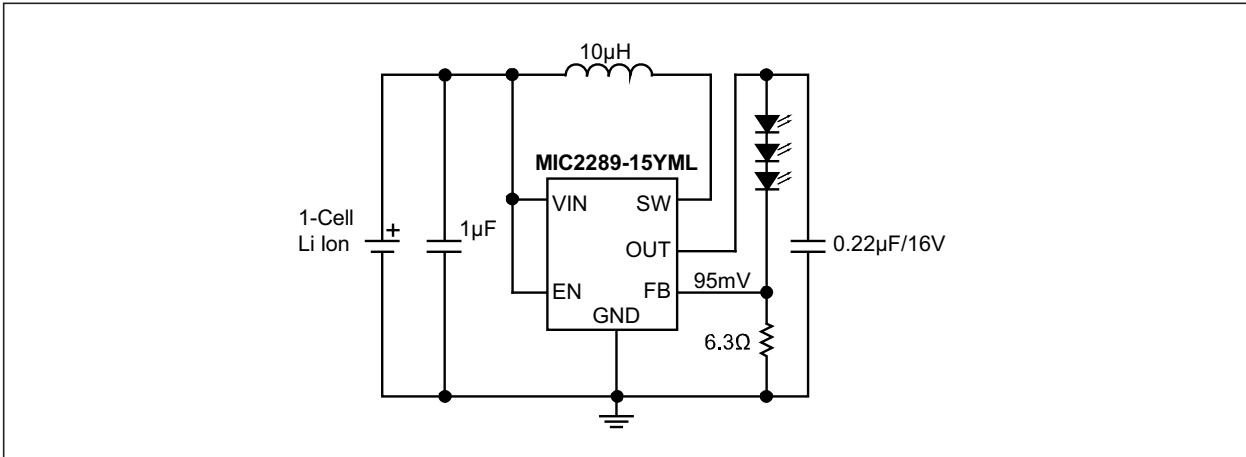 10µH
MIC2289-15YML
VIN
SW
1-Cell
Li Ion
+
1µF
OUT
0.22µF/16V
EN
FB
95mV
GND
6.3Ω